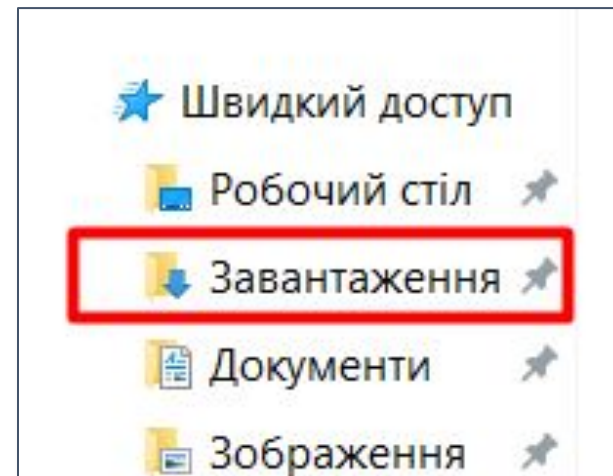 Швидкий доступ
Робочий стіл
Завантаження
Документи
Зображення